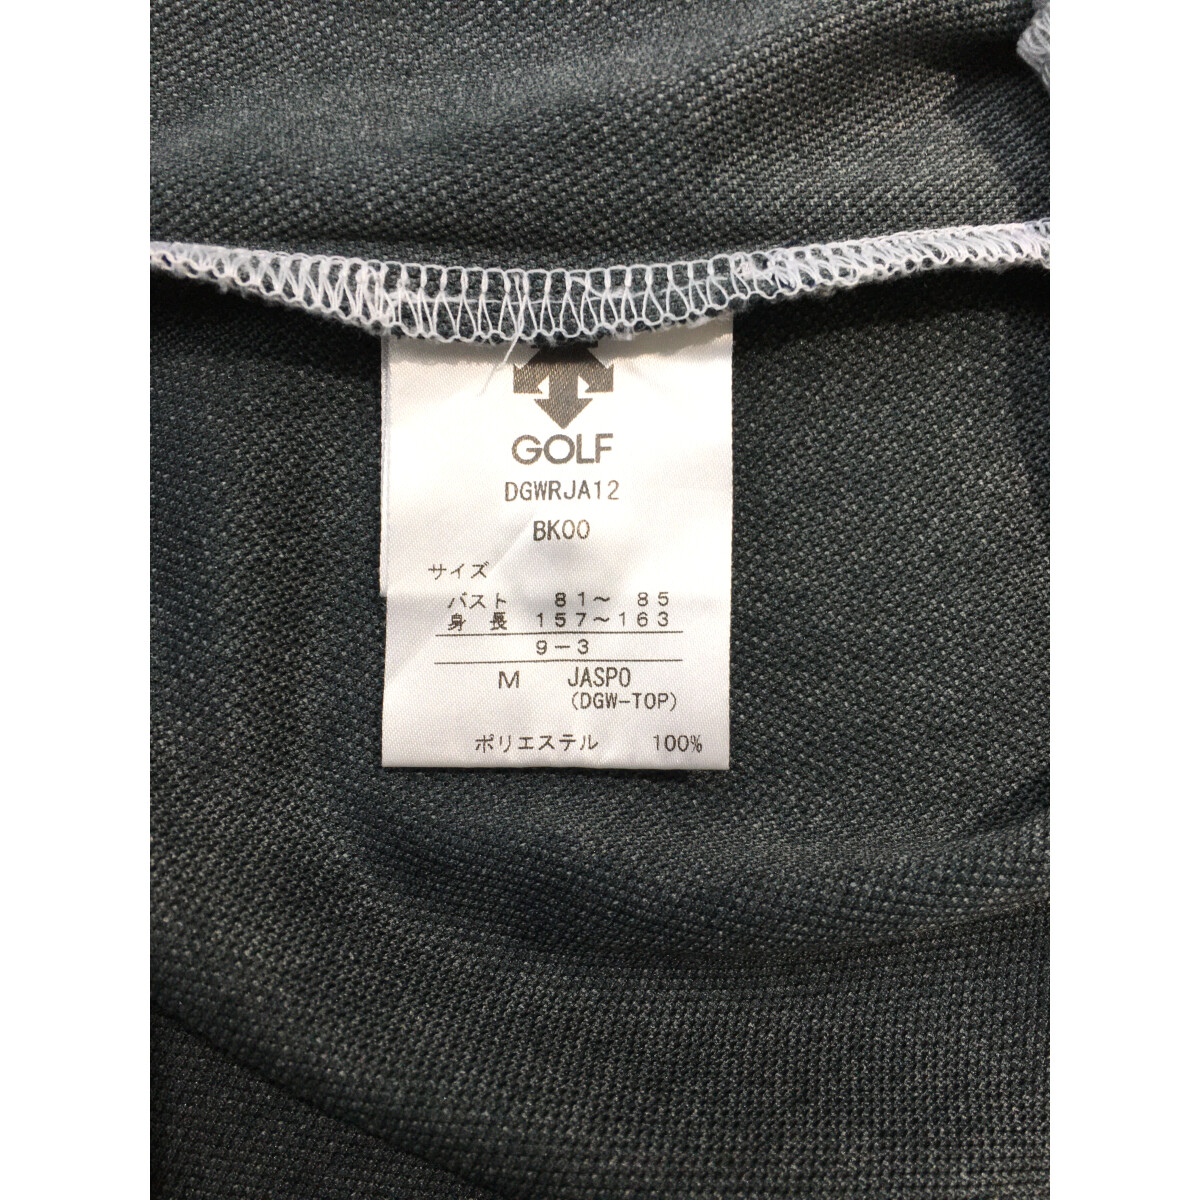 GOLF
DGWRJA12
BK00
サイズ
バスト 81～ 85
身 長 157～163
9－3
M JASPO
(DGW-TOP)
ポリエステル 100%